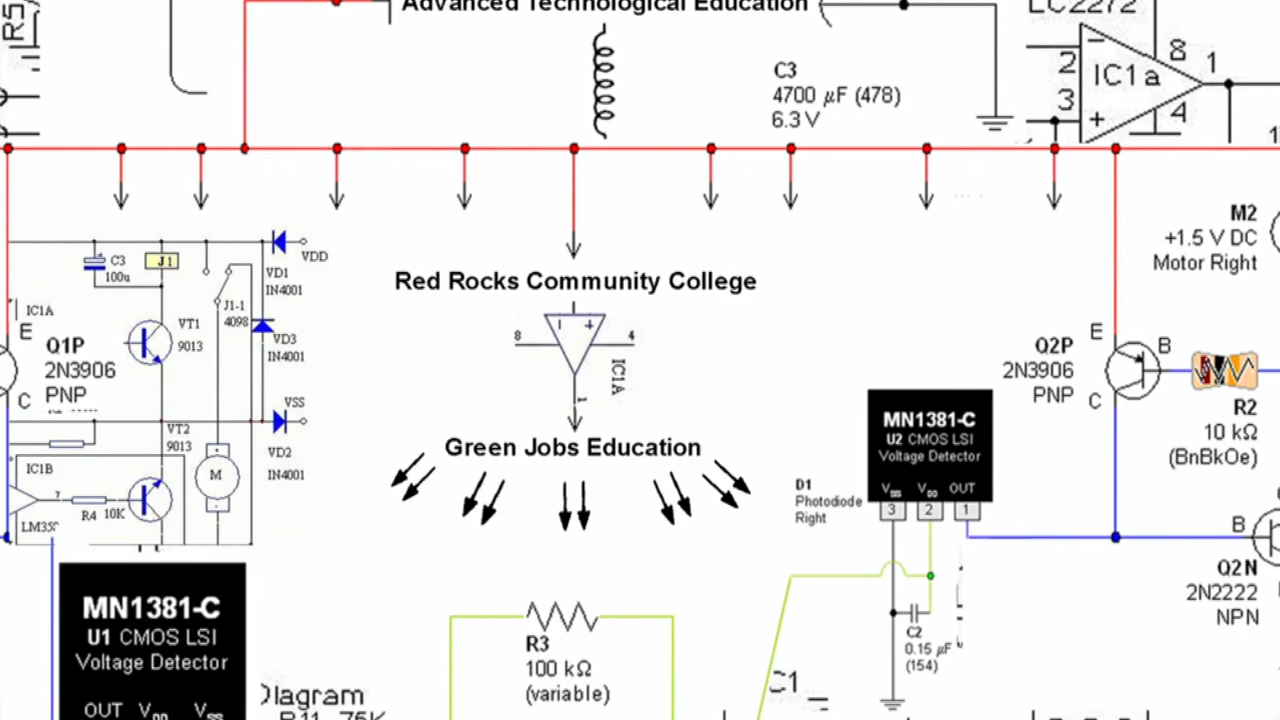 Advanced Technological Education
R5
C3
4700 µF (478)
6.3 V
2
3
8
1
4
IC1a
M2
+1.5 V DC
Motor Right
VDD
C3
100u
J1
VD1
IN4001
J1-1
4098
IC1A
E
VT1
9013
VD3
IN4001
Q1P
2N3906
PNP
C
VSS
VT2
9013
VD2
IN4001
IC1B
M
7
R4
10K
Red Rocks Community College
8
4
IC1A
1
Green Jobs Education
E
B
Q2P
2N3906
PNP
C
R2
10 kΩ
(BnBkOe)
MN1381-C
U2 CMOS LSI
Voltage Detector
VSS VDD OUT
3 2 1
D1
Photodiode
Right
B
Q2N
2N2222
NPN
C2
0.15 µF
(154)
MN1381-C
U1 CMOS LSI
Voltage Detector
OUT VDD VSS
R3
100 kΩ
(variable)
C1